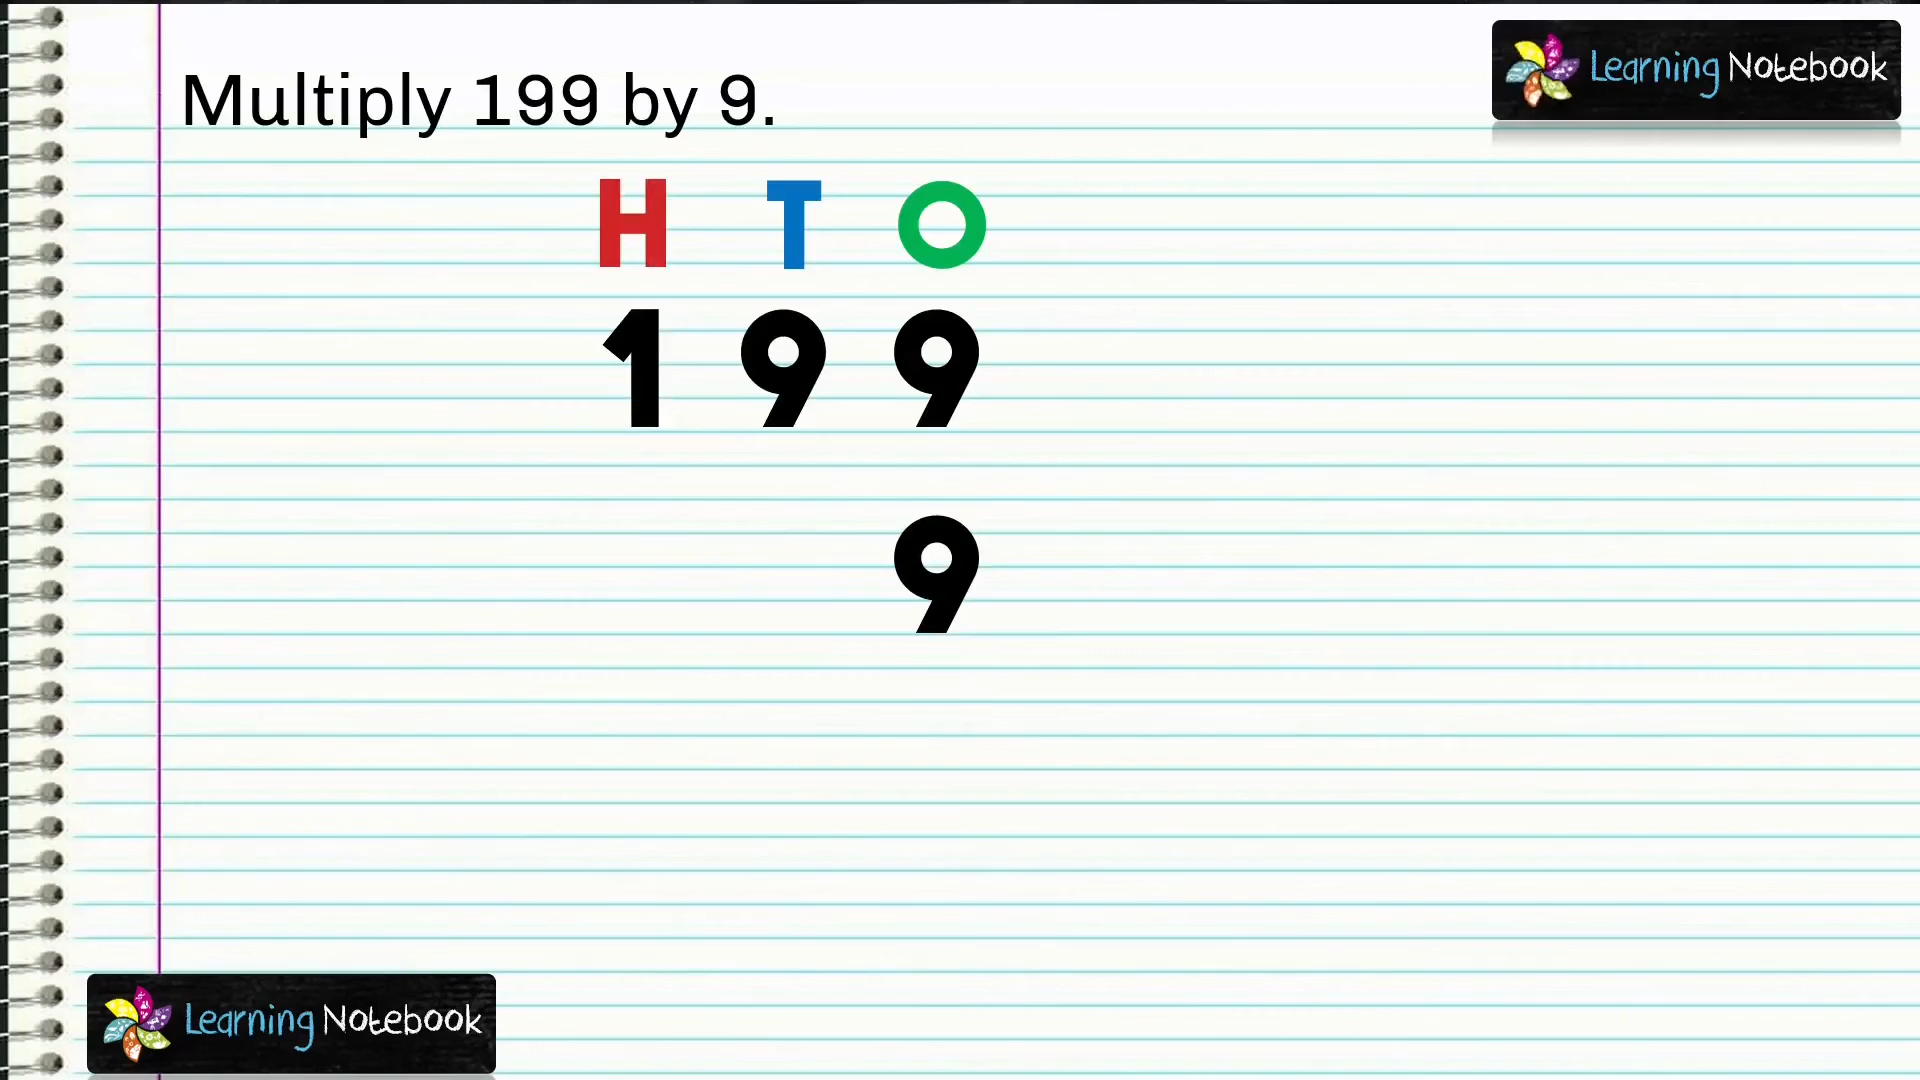 Learning Notebook
Multiply 199 by 9.
H T O
1 9 9
9
Learning Notebook